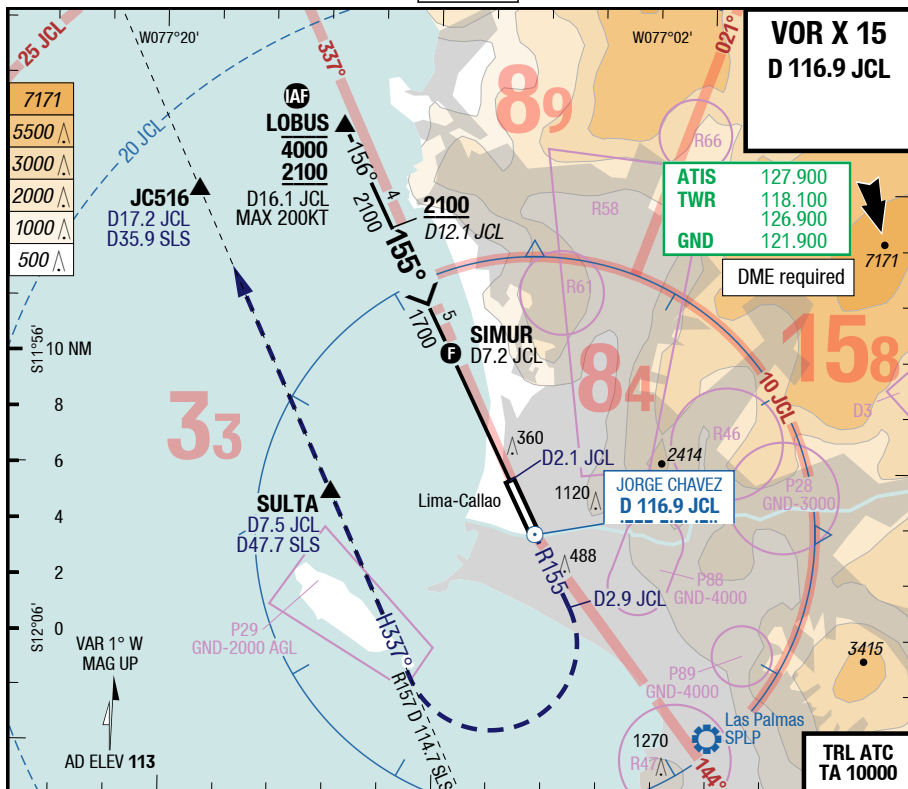 VOR X 15
D 116.9 JCL
W077°20'
W077°02'
25 JCL
337°
021°
7171
5500
3000
2000
1000
500
20 JCL
IAF
LOBUS
4000
2100
D16.1 JCL
MAX 200KT
JC516
D17.2 JCL
D35.9 SLS
156°
2100
4
2100
D12.1 JCL
155°
89
R66
R58
R61
ATIS 127.900
TWR 118.100
126.900
GND 121.900
7171
DME required
5
1700
SIMUR
F
D7.2 JCL
S11°56'
10 NM
8
6
4
2
0
S12°06'
33
84
158
10 JCL
D3
R46
2414
P28
GND-3000
360
D2.1 JCL
1120
Lima-Callao
JORGE CHAVEZ
D 116.9 JCL
SULTA
D7.5 JCL
D47.7 SLS
488
R155
D2.9 JCL
P88
GND-4000
P29
GND-2000 AGL
H337°
R157 D 114.7 SLS
P89
GND-4000
3415
VAR 1° W
MAG UP
AD ELEV 113
Las Palmas
SPLP
1270
R47
144°
TRL ATC
TA 10000